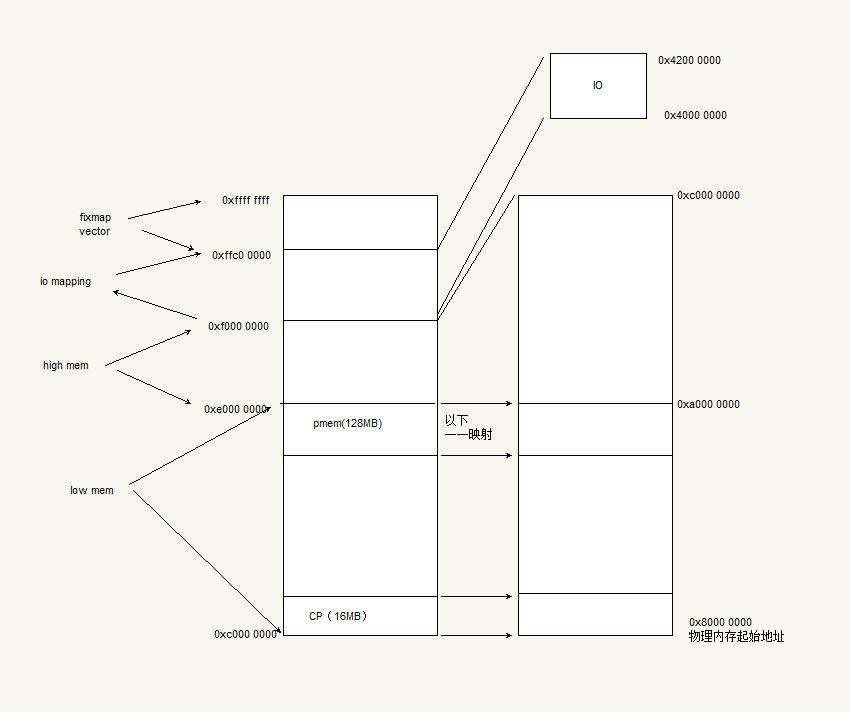 0x4200 0000
IO
0x4000 0000
0xc000 0000
0xffff ffff
fixmap
vector
0xffc0 0000
io mapping
0xf000 0000
high mem
0xe000 0000
0xa000 0000
pmem(128MB)
以下
一一映射
low mem
CP（16MB）
0xc000 0000
0x8000 0000
物理内存起始地址